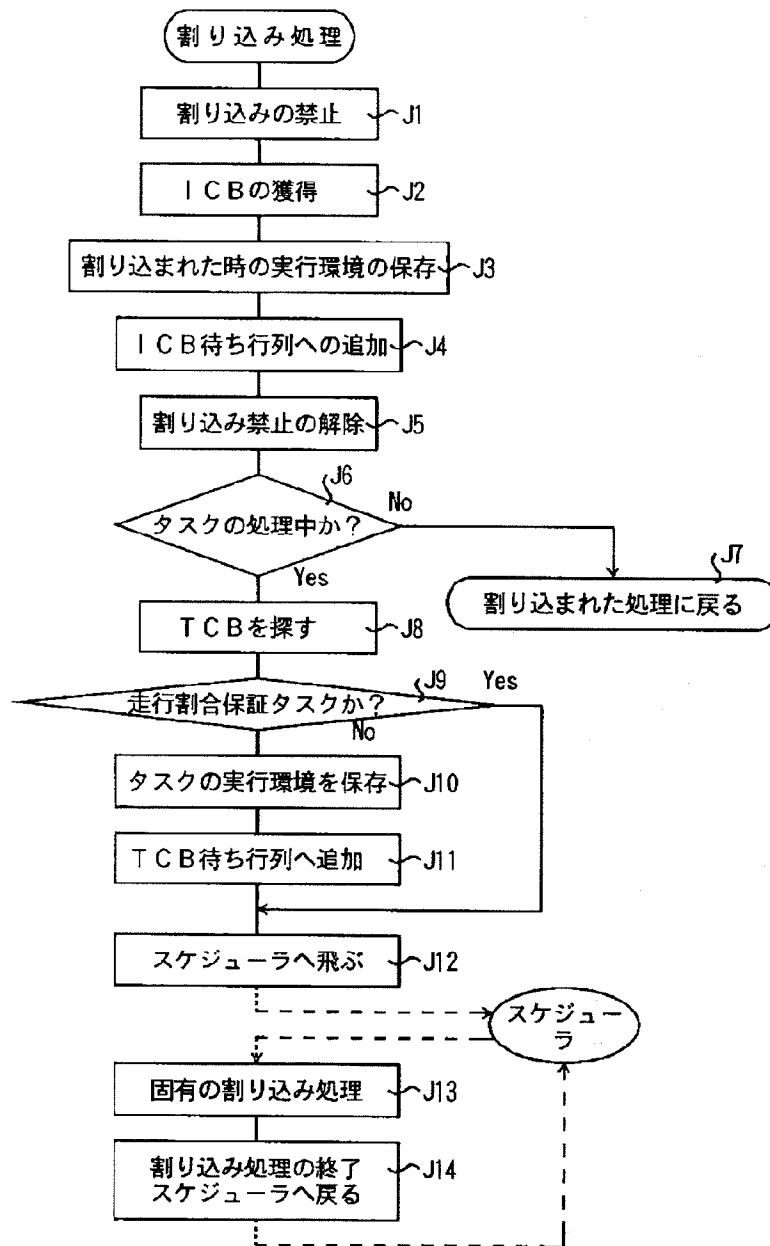 割り込み処理
割り込みの禁止
J1
ICBの獲得
J2
割り込まれた時の実行環境の保存
J3
ICB待ち行列への追加
J4
割り込み禁止の解除
J5
J6
タスクの処理中か?
No
Yes
J7
割り込まれた処理に戻る
TCBを探す
J8
J9
走行割合保証タスクか?
Yes
No
タスクの実行環境を保存
J10
TCB待ち行列へ追加
J11
スケジューラへ飛ぶ
J12
スケジュー
ラ
固有の割り込み処理
J13
割り込み処理の終了
スケジューラへ戻る
J14